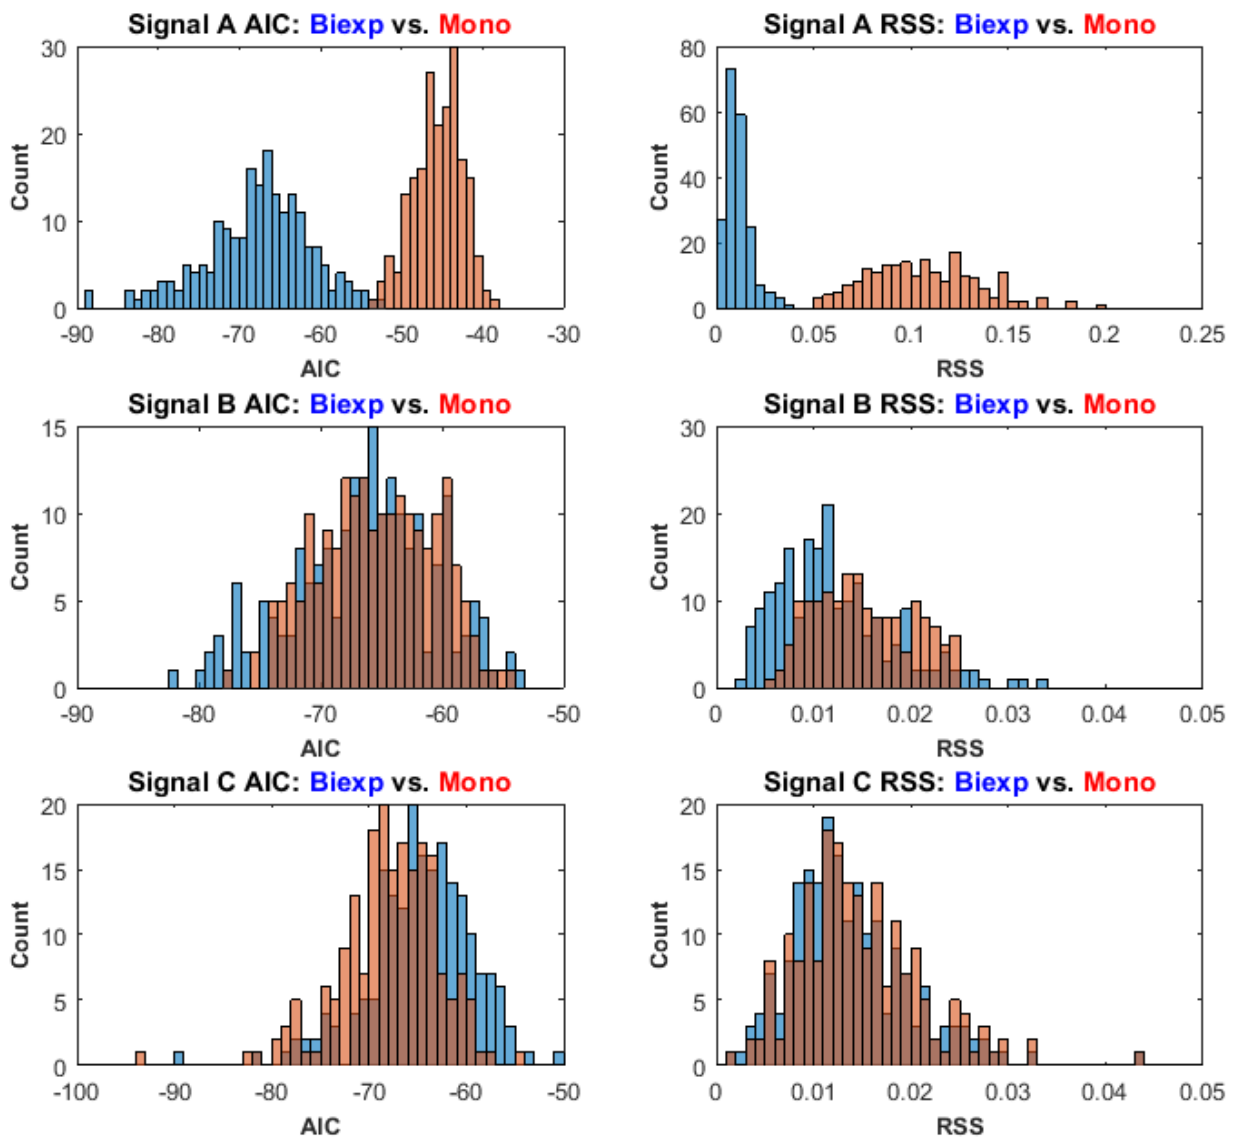 Signal A AIC: Biexp vs. Mono
Count
30
20
10
0
-90 -80 -70 -60 -50 -40 -30
AIC
Signal A RSS: Biexp vs. Mono
Count
80
60
40
20
0
0 0.05 0.1 0.15 0.2 0.25
RSS
Signal B AIC: Biexp vs. Mono
Count
15
10
5
0
-90 -80 -70 -60 -50
AIC
Signal B RSS: Biexp vs. Mono
Count
30
20
10
0
0 0.01 0.02 0.03 0.04 0.05
RSS
Signal C AIC: Biexp vs. Mono
Count
20
15
10
5
0
-100 -90 -80 -70 -60 -50
AIC
Signal C RSS: Biexp vs. Mono
Count
20
15
10
5
0
0 0.01 0.02 0.03 0.04 0.05
RSS